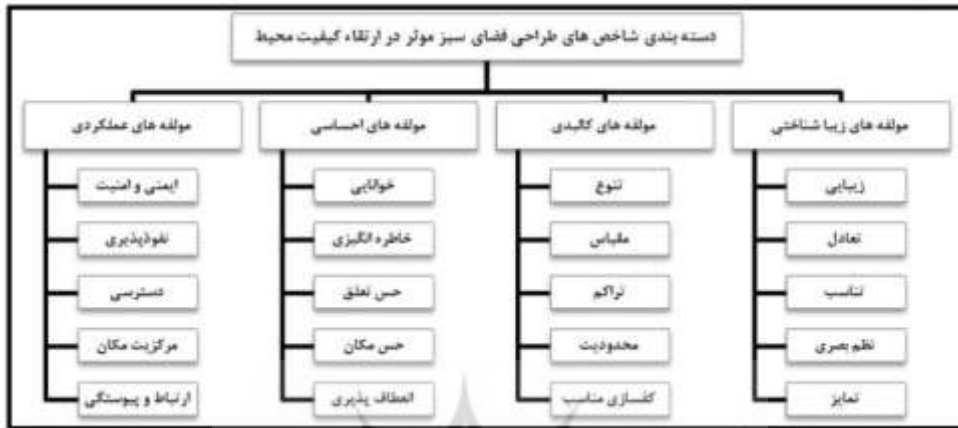 دسته بندی شاخص های طراحی فضای سبز موثر در ارتقاء کیفیت محیط
مولفه های زیبا شناختی
زیبایی
تعادل
تناسب
نظم بصری
تمایز
مولفه های کالبدی
تنوع
مقیاس
تراکم
محدودیت
کفسازی مناسب
مولفه های احساسی
خوانایی
خاطره انگیزی
حس تعلق
حس مکان
انعطاف پذیری
مولفه های عملکردی
ایمنی و امنیت
نفوذپذیری
دسترسی
مرکزیت مکان
ارتباط و پیوستگی